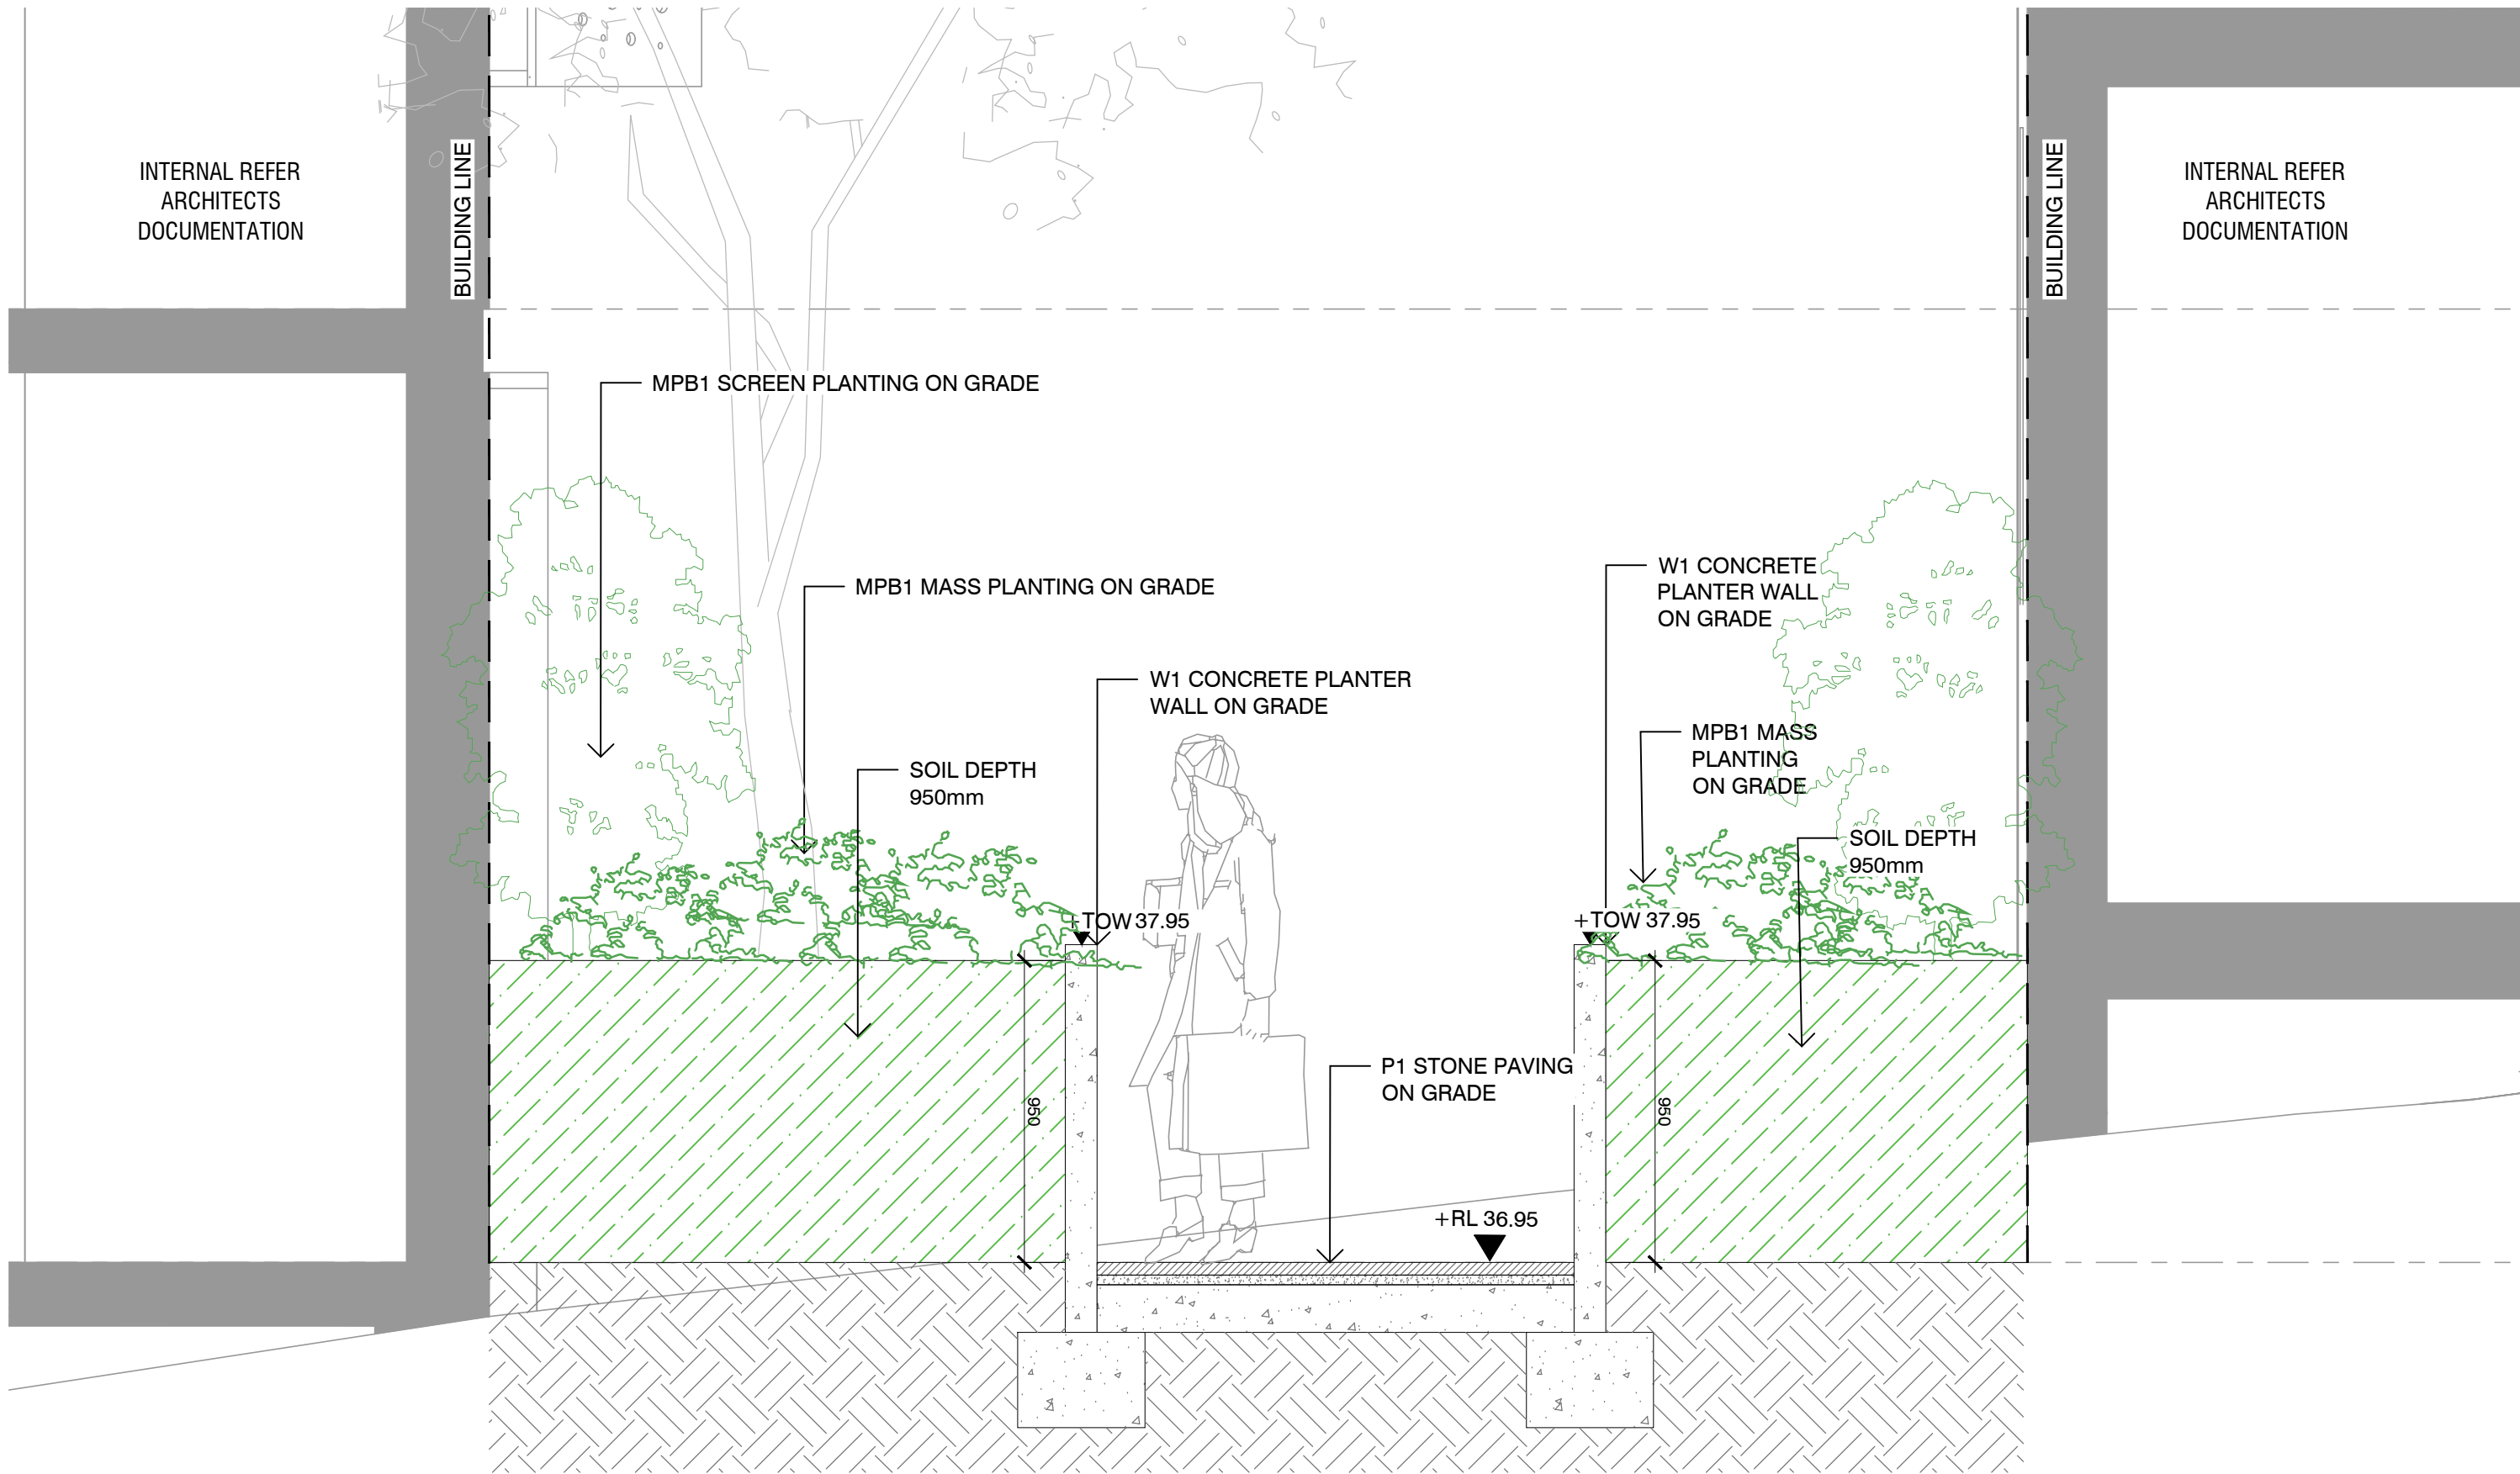 INTERNAL REFER
ARCHITECTS
DOCUMENTATION
BUILDING LINE
BUILDING LINE
INTERNAL REFER
ARCHITECTS
DOCUMENTATION
MPB1 SCREEN PLANTING ON GRADE
MPB1 MASS PLANTING ON GRADE
W1 CONCRETE
PLANTER WALL
ON GRADE
W1 CONCRETE PLANTER
WALL ON GRADE
MPB1 MASS
PLANTING
ON GRADE
SOIL DEPTH
950mm
SOIL DEPTH
950mm
+TOW 37.95
+TOW 37.95
P1 STONE PAVING
ON GRADE
950
950
+RL 36.95